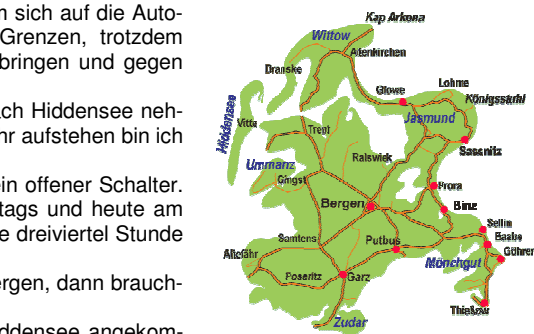 m sich auf die Auto-
Grenzen, trotzdem
bringen und gegen
ach Hiddensee neh-
hr aufstehen bin ich
ein offener Schalter.
tags und heute am
e dreiviertel Stunde
ergen, dann brauch-
ddensee angekom-
Kap Arkona
Wittow
Altenkirchen
Dranske
Glowe
Lohme
Königsstuhl
Hiddensee
Vitte
Jasmund
Trent
Sassnitz
Ralswiek
Ummanz
Gingst
Prora
Bergen
Binz
Sellin
Samtens
Putbus
Baabe
Göhren
Altefähr
Mönchgut
Poseritz
Garz
Thiessow
Zudar